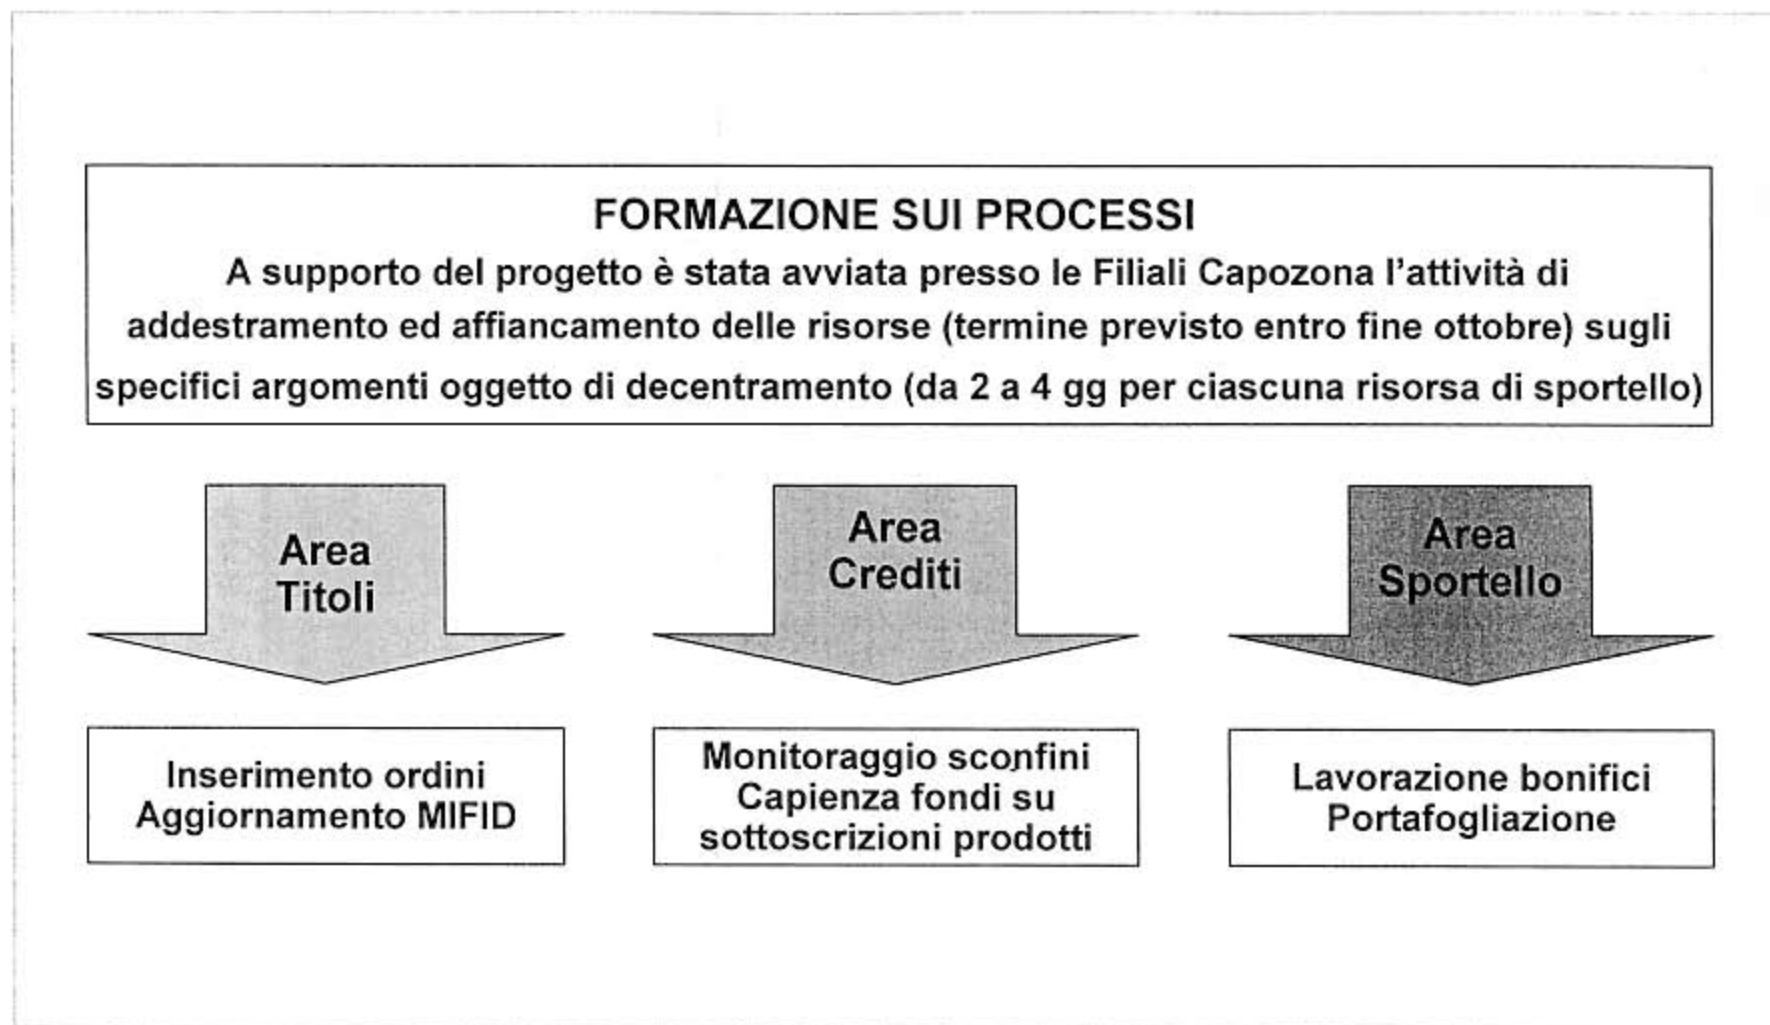 FORMAZIONE SUI PROCESSI
A supporto del progetto è stata avviata presso le Filiali Capozona l'attività di
addestramento ed affiancamento delle risorse (termine previsto entro fine ottobre) sugli
specifici argomenti oggetto di decentramento (da 2 a 4 gg per ciascuna risorsa di sportello)
Area
Titoli
Area
Crediti
Area
Sportello
Inserimento ordini
Aggiornamento MIFID
Monitoraggio sconfini
Capienza fondi su
sottoscrizioni prodotti
Lavorazione bonifici
Portafogliazione